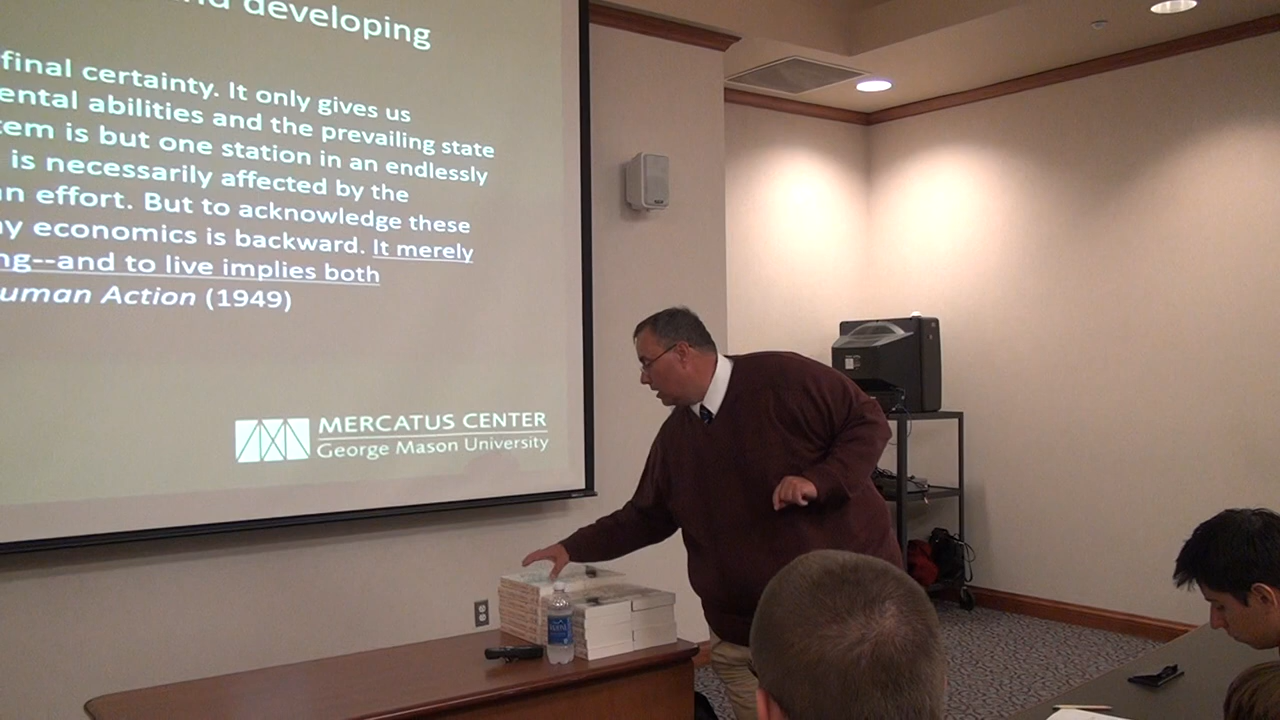 nd developing
final certainty. It only gives us
ental abilities and the prevailing state
tem is but one station in an endlessly
is necessarily affected by the
n effort. But to acknowledge these
ny economics is backward. It merely
ng--and to live implies both
uman Action (1949)
MERCATUS CENTER
George Mason University